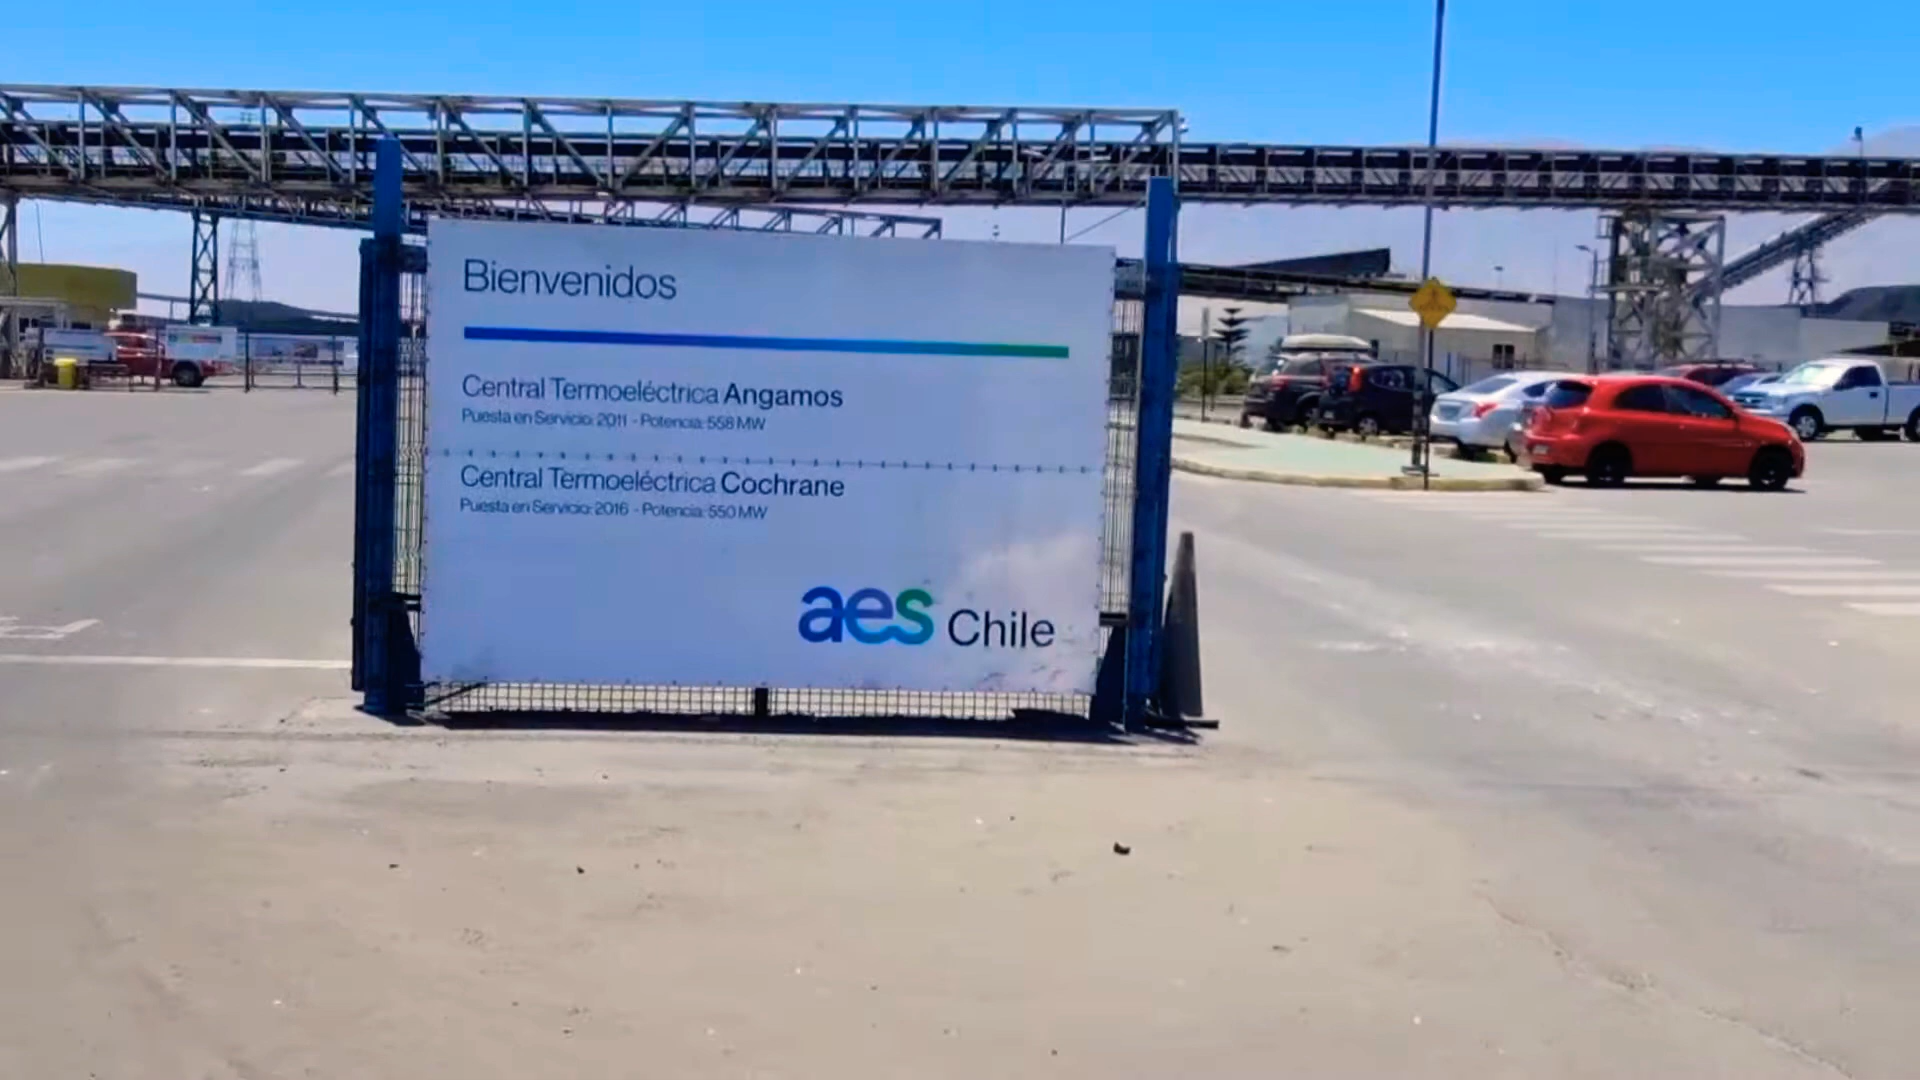 Bienvenidos
Central Termoeléctrica Angamos
Puesta en Servicio: 2011 - Potencia: 558 MW
Central Termoeléctrica Cochrane
Puesta en Servicio: 2016 - Potencia: 550 MW
aes Chile